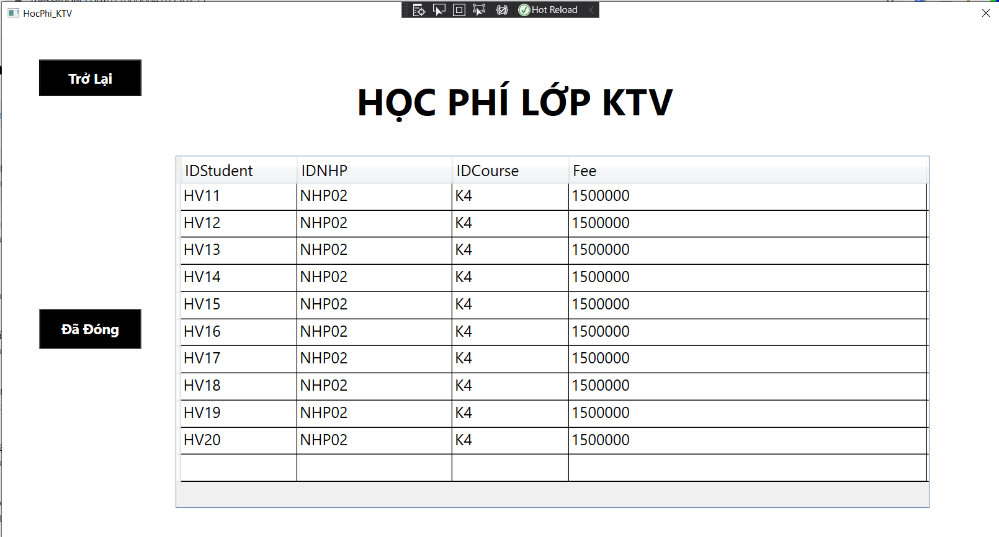 HocPhi_KTV
Hot Reload
Trở Lại
HỌC PHÍ LỚP KTV
IDStudent IDNHP IDCourse Fee
HV11 NHP02 K4 1500000
HV12 NHP02 K4 1500000
HV13 NHP02 K4 1500000
HV14 NHP02 K4 1500000
HV15 NHP02 K4 1500000
HV16 NHP02 K4 1500000
HV17 NHP02 K4 1500000
HV18 NHP02 K4 1500000
HV19 NHP02 K4 1500000
HV20 NHP02 K4 1500000
Đã Đóng